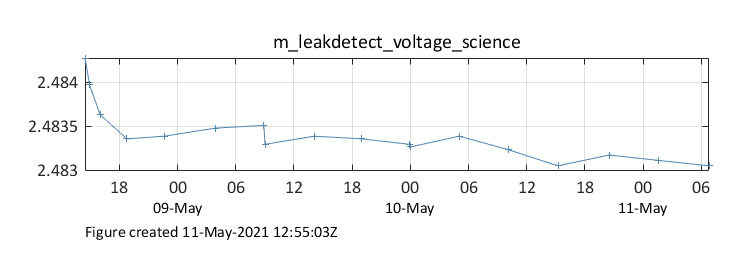 m_leakdetect_voltage_science
2.484
2.4835
2.483
18 00 06 12 18 00 06 12 18 00 06
09-May 10-May 11-May
Figure created 11-May-2021 12:55:03Z